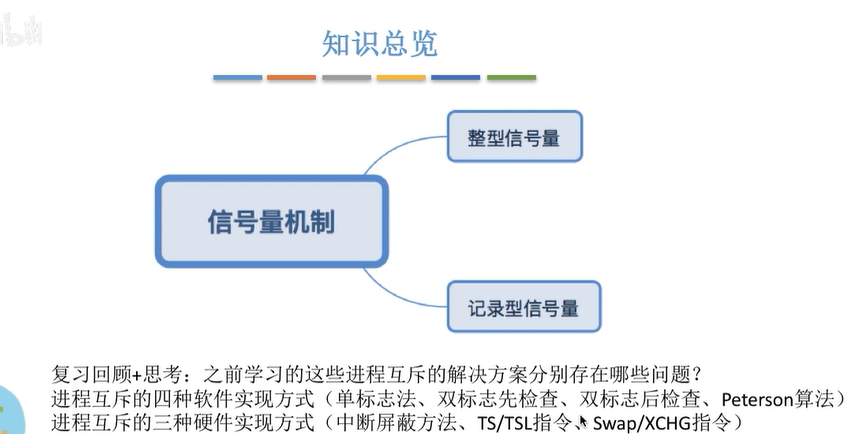 知识总览
整型信号量
信号量机制
记录型信号量
复习回顾+思考：之前学习的这些进程互斥的解决方案分别存在哪些问题？
进程互斥的四种软件实现方式（单标志法、双标志先检查、双标志后检查、Peterson算法）
进程互斥的三种硬件实现方式（中断屏蔽方法、TS/TSL指令、Swap/XCHG指令）